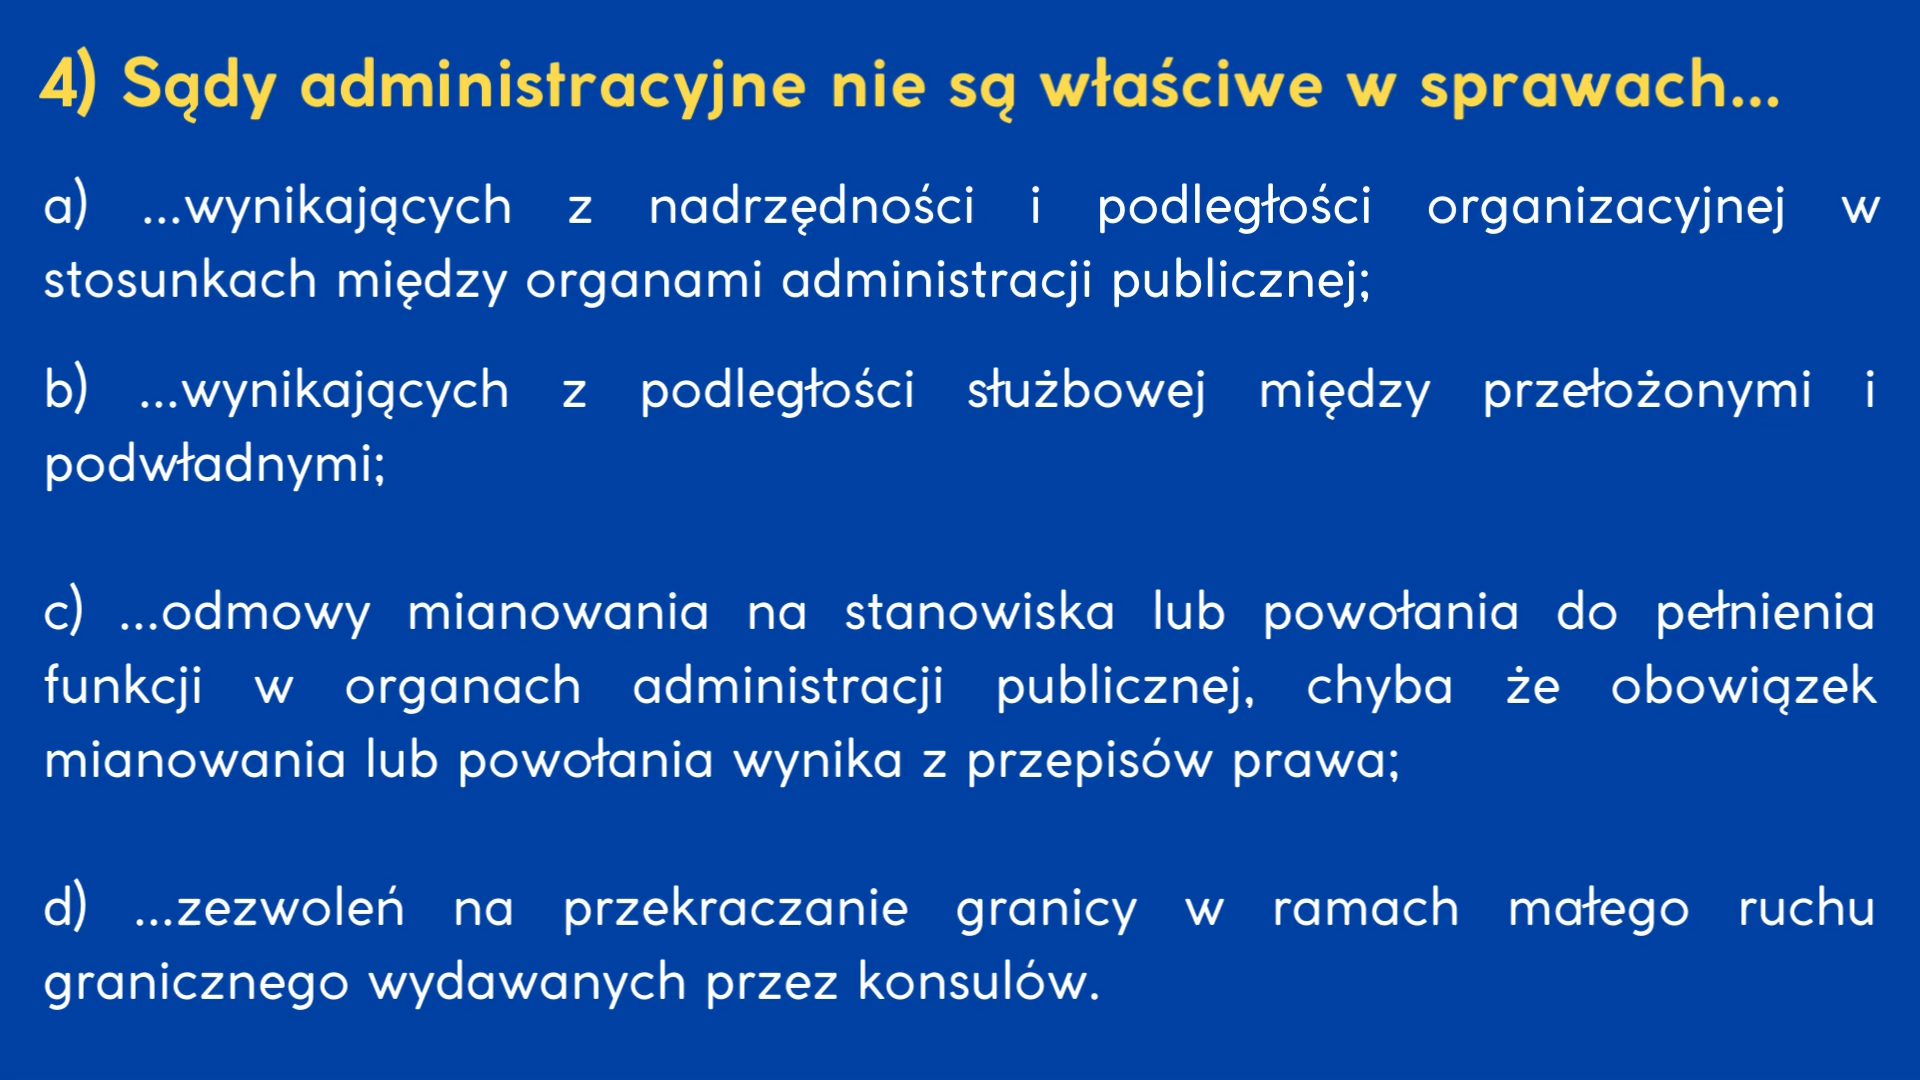 4) Sądy administracyjne nie są właściwe w sprawach...
a) ...wynikających z nadrzędności i podległości organizacyjnej w
stosunkach między organami administracji publicznej;
b) ...wynikających z podległości służbowej między przełożonymi i
podwładnymi;
c) ...odmowy mianowania na stanowiska lub powołania do pełnienia
funkcji w organach administracji publicznej, chyba że obowiązek
mianowania lub powołania wynika z przepisów prawa;
d) ...zezwoleń na przekraczanie granicy w ramach małego ruchu
granicznego wydawanych przez konsulów.